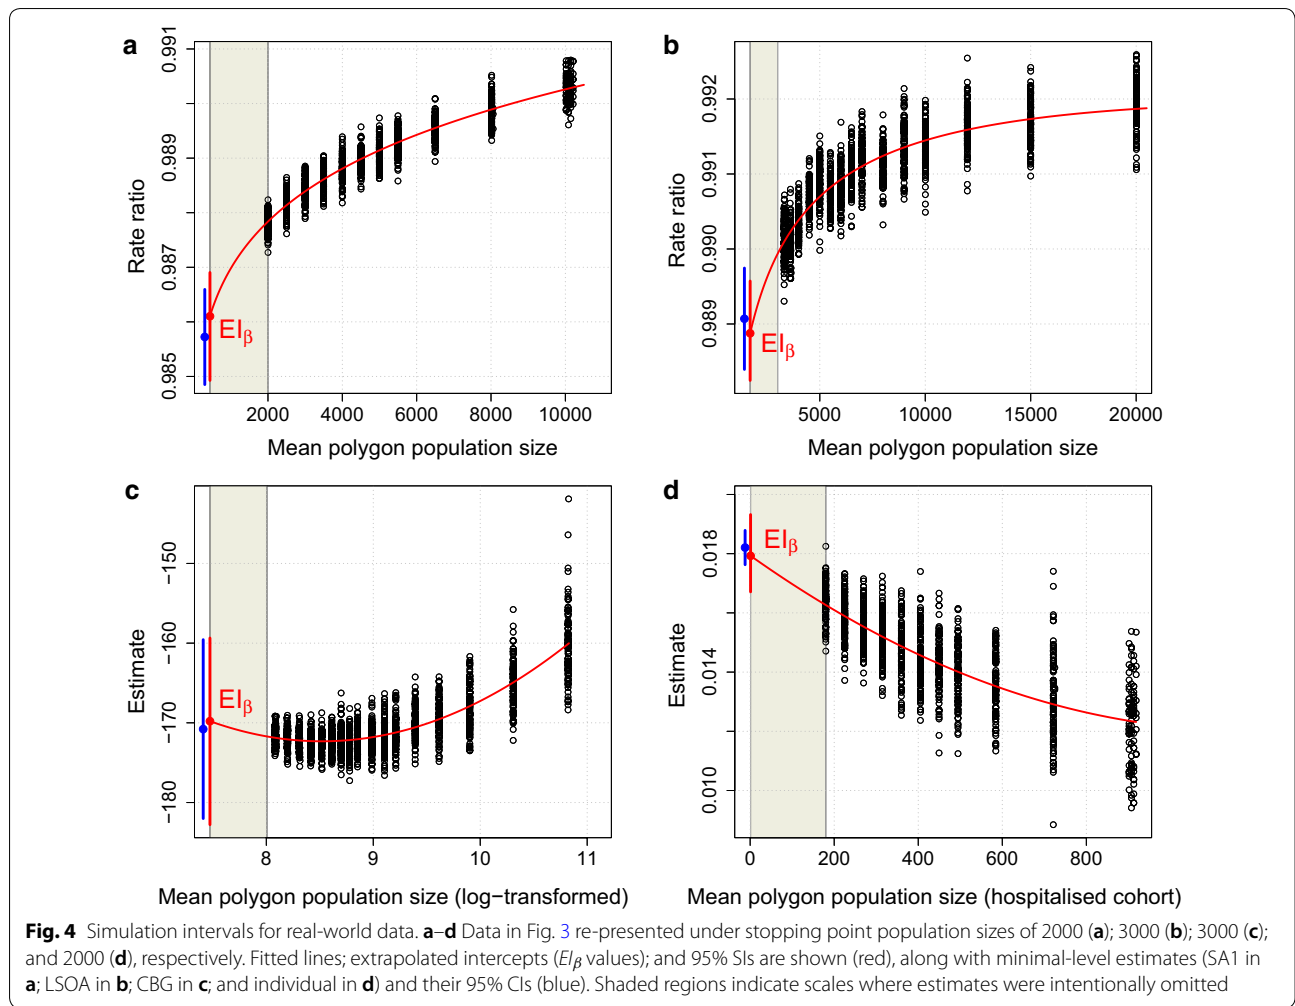 a
0.991
0.989
0.987
0.985
Rate ratio
EIβ
2000 4000 6000 8000 10000
Mean polygon population size
b
0.992
0.991
0.990
0.989
Rate ratio
EIβ
5000 10000 15000 20000
Mean polygon population size
c
−150
−160
−170
−180
Estimate
EIβ
8 9 10 11
Mean polygon population size (log−transformed)
d
0.018
0.014
0.010
Estimate
EIβ
0 200 400 600 800
Mean polygon population size (hospitalised cohort)
Fig. 4 Simulation intervals for real-world data. a–d Data in Fig. 3 re-presented under stopping point population sizes of 2000 (a); 3000 (b); 3000 (c);
and 2000 (d), respectively. Fitted lines; extrapolated intercepts (EIβ values); and 95% SIs are shown (red), along with minimal-level estimates (SA1 in
a; LSOA in b; CBG in c; and individual in d) and their 95% CIs (blue). Shaded regions indicate scales where estimates were intentionally omitted